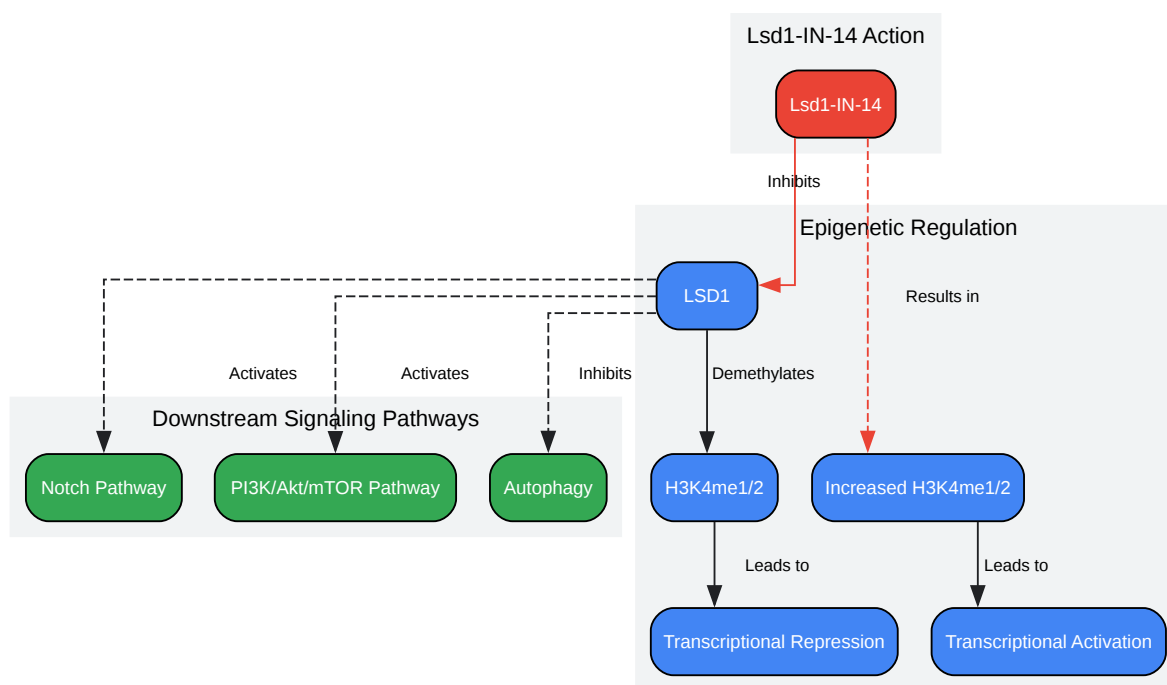 Lsd1-IN-14 Action
Lsd1-IN-14
Inhibits
Epigenetic Regulation
LSD1
Results in
Activates
Activates
Inhibits
Demethylates
Downstream Signaling Pathways
Notch Pathway
PI3K/Akt/mTOR Pathway
Autophagy
H3K4me1/2
Increased H3K4me1/2
Leads to
Leads to
Transcriptional Repression
Transcriptional Activation